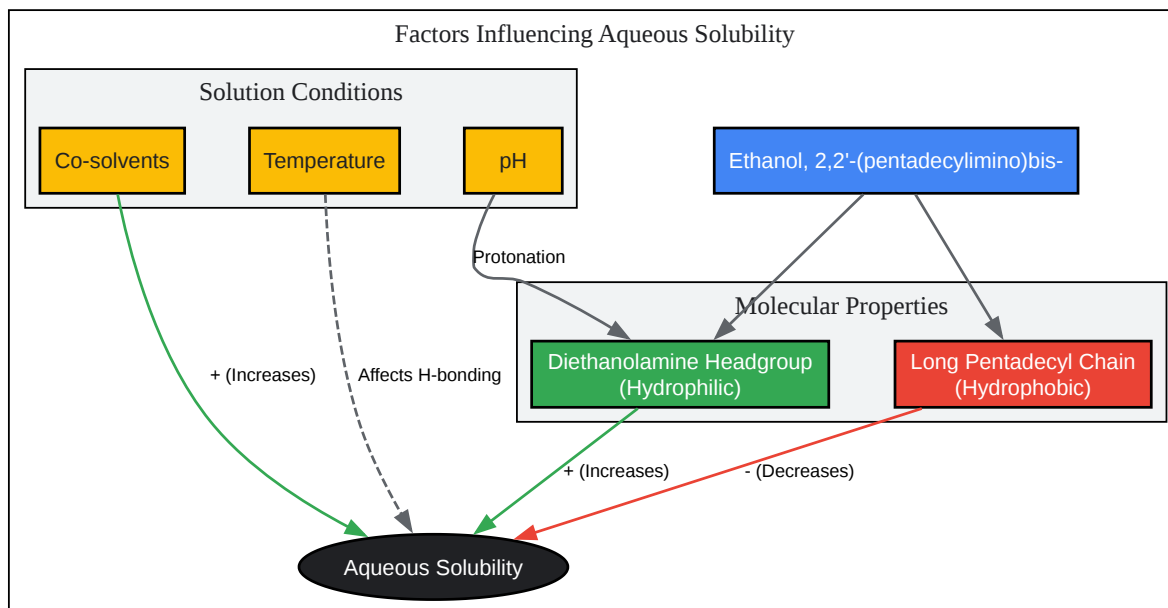 Factors Influencing Aqueous Solubility
Solution Conditions
Co-solvents
Temperature
pH
Ethanol, 2,2'-(pentadecylimino)bis-
Protonation
Molecular Properties
Diethanolamine Headgroup
(Hydrophilic)
Long Pentadecyl Chain
(Hydrophobic)
+ (Increases)
Affects H-bonding
+ (Increases)
- (Decreases)
Aqueous Solubility